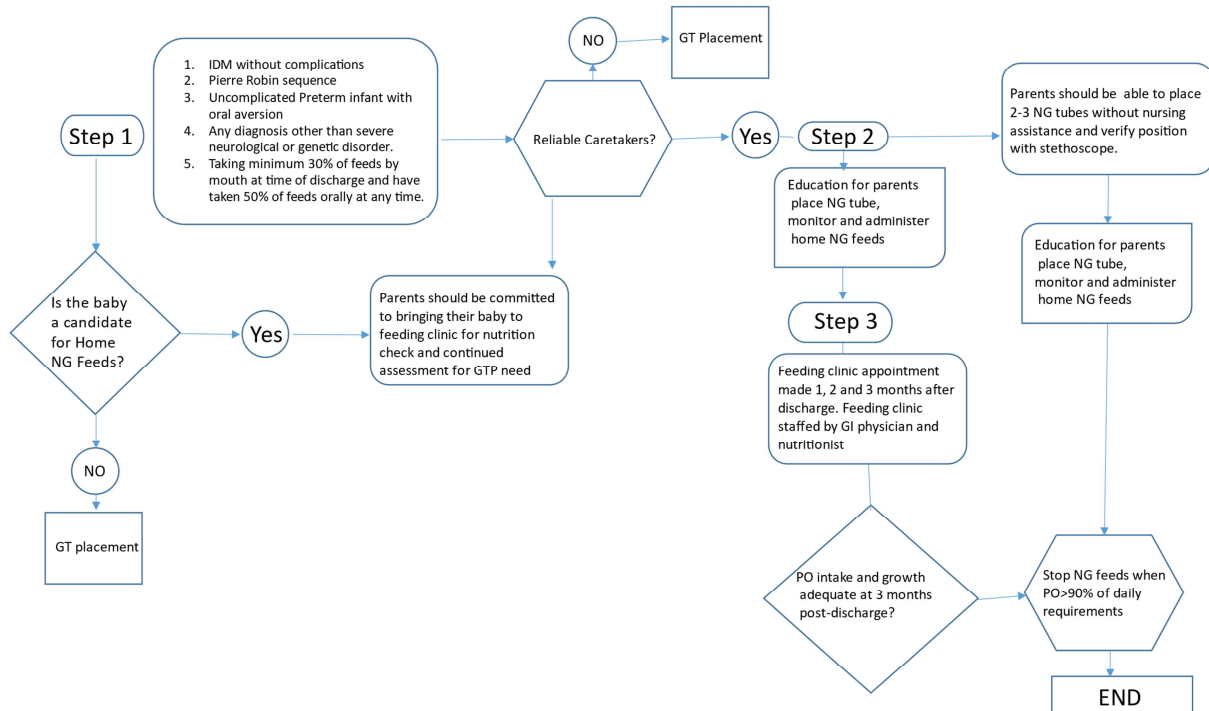 Step 1
1. IDM without complications
2. Pierre Robin sequence
3. Uncomplicated Preterm infant with
oral aversion
4. Any diagnosis other than severe
neurological or genetic disorder.
5. Taking minimum 30% of feeds by
mouth at time of discharge and have
taken 50% of feeds orally at any time.
NO
GT Placement
Reliable Caretakers?
Yes
Step 2
Parents should be able to place
2-3 NG tubes without nursing
assistance and verify position
with stethoscope.
Education for parents
place NG tube,
monitor and administer
home NG feeds
Education for parents
place NG tube,
monitor and administer
home NG feeds
Is the baby
a candidate
for Home
NG Feeds?
Yes
Parents should be committed
to bringing their baby to
feeding clinic for nutrition
check and continued
assessment for GTP need
NO
GT placement
Step 3
Feeding clinic appointment
made 1, 2 and 3 months after
discharge. Feeding clinic
staffed by GI physician and
nutritionist
PO intake and growth
adequate at 3 months
post-discharge?
Stop NG feeds when
PO>90% of daily
requirements
END